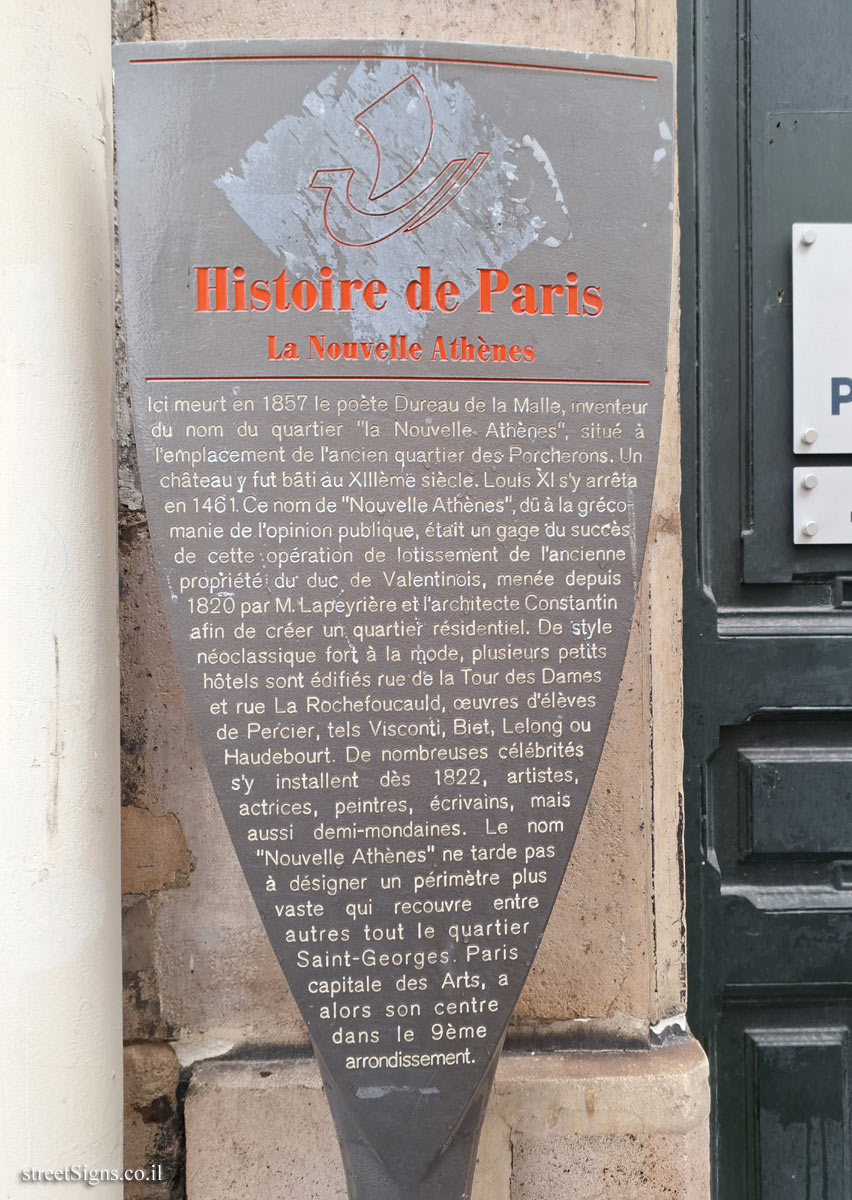 Histoire de Paris
La Nouvelle Athènes
Ici meurt en 1857 le poète Dureau de la Malle, inventeur
du nom du quartier "la Nouvelle Athènes", situé à
l'emplacement de l'ancien quartier des Porcherons. Un
château y fut bâti au XIIIème siècle. Louis XI s'y arrêta
en 1461. Ce nom de "Nouvelle Athènes", dû à la gréco-
manie de l'opinion publique, était un gage du succès
de cette opération de lotissement de l'ancienne
propriété du duc de Valentinois, menée depuis
1820 par M. Lapeyrière et l'architecte Constantin
afin de créer un quartier résidentiel. De style
néoclassique fort à la mode, plusieurs petits
hôtels sont édifiés rue de la Tour des Dames
et rue La Rochefoucauld, œuvres d'élèves
de Percier, tels Visconti, Biet, Lelong ou
Haudebourt. De nombreuses célébrités
s'y installent dès 1822, artistes,
actrices, peintres, écrivains, mais
aussi demi-mondaines. Le nom
"Nouvelle Athènes" ne tarde pas
à désigner un périmètre plus
vaste qui recouvre entre
autres tout le quartier
Saint-Georges. Paris
capitale des Arts, a
alors son centre
dans le 9ème
arrondissement.
P
streetSigns.co.il